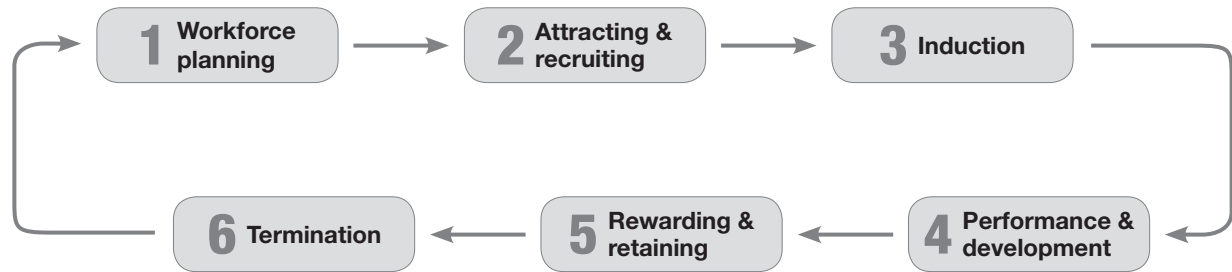 1 Workforce
planning
2 Attracting &
recruiting
3 Induction
4 Performance &
development
5 Rewarding &
retaining
6 Termination